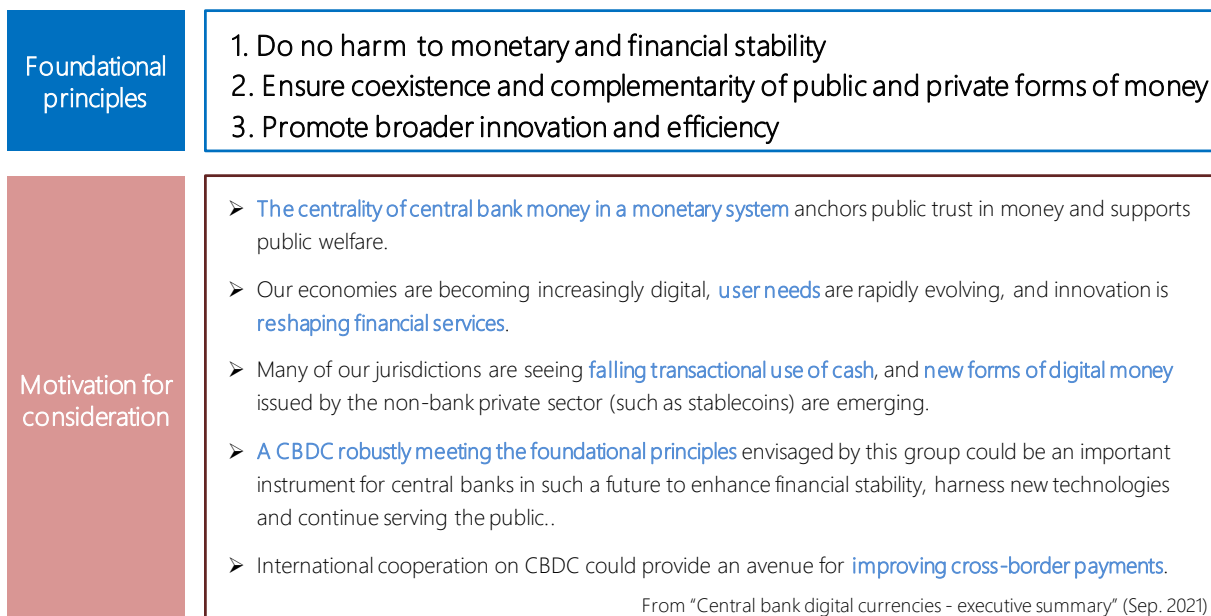 Foundational
principles
1. Do no harm to monetary and financial stability
2. Ensure coexistence and complementarity of public and private forms of money
3. Promote broader innovation and efficiency
Motivation for
consideration
➢ The centrality of central bank money in a monetary system anchors public trust in money and supports
public welfare.
➢ Our economies are becoming increasingly digital, user needs are rapidly evolving, and innovation is
reshaping financial services.
➢ Many of our jurisdictions are seeing falling transactional use of cash, and new forms of digital money
issued by the non-bank private sector (such as stablecoins) are emerging.
➢ A CBDC robustly meeting the foundational principles envisaged by this group could be an important
instrument for central banks in such a future to enhance financial stability, harness new technologies
and continue serving the public..
➢ International cooperation on CBDC could provide an avenue for improving cross-border payments.
From “Central bank digital currencies - executive summary” (Sep. 2021)